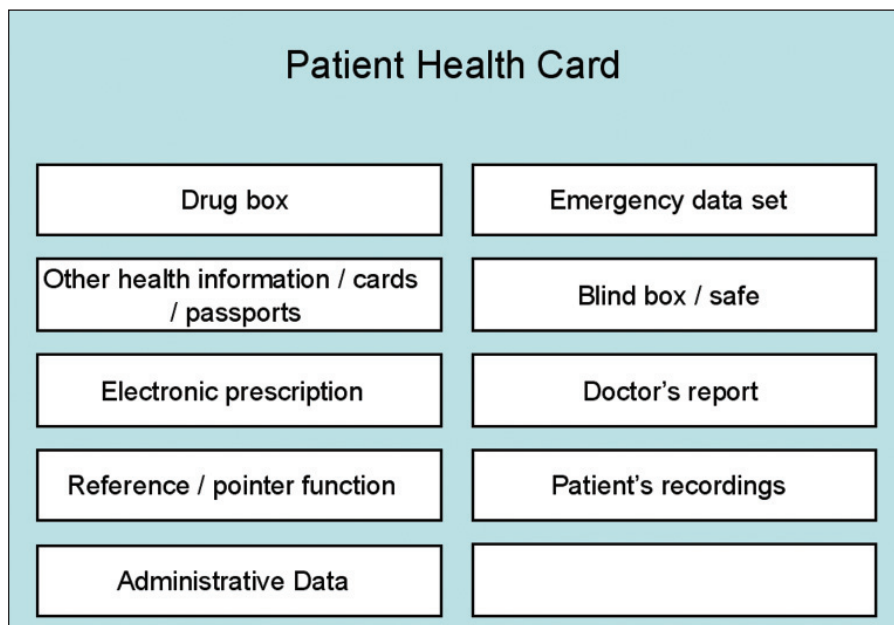 Patient Health Card
Drug box
Emergency data set
Other health information / cards
/ passports
Blind box / safe
Electronic prescription
Doctor’s report
Reference / pointer function
Patient’s recordings
Administrative Data